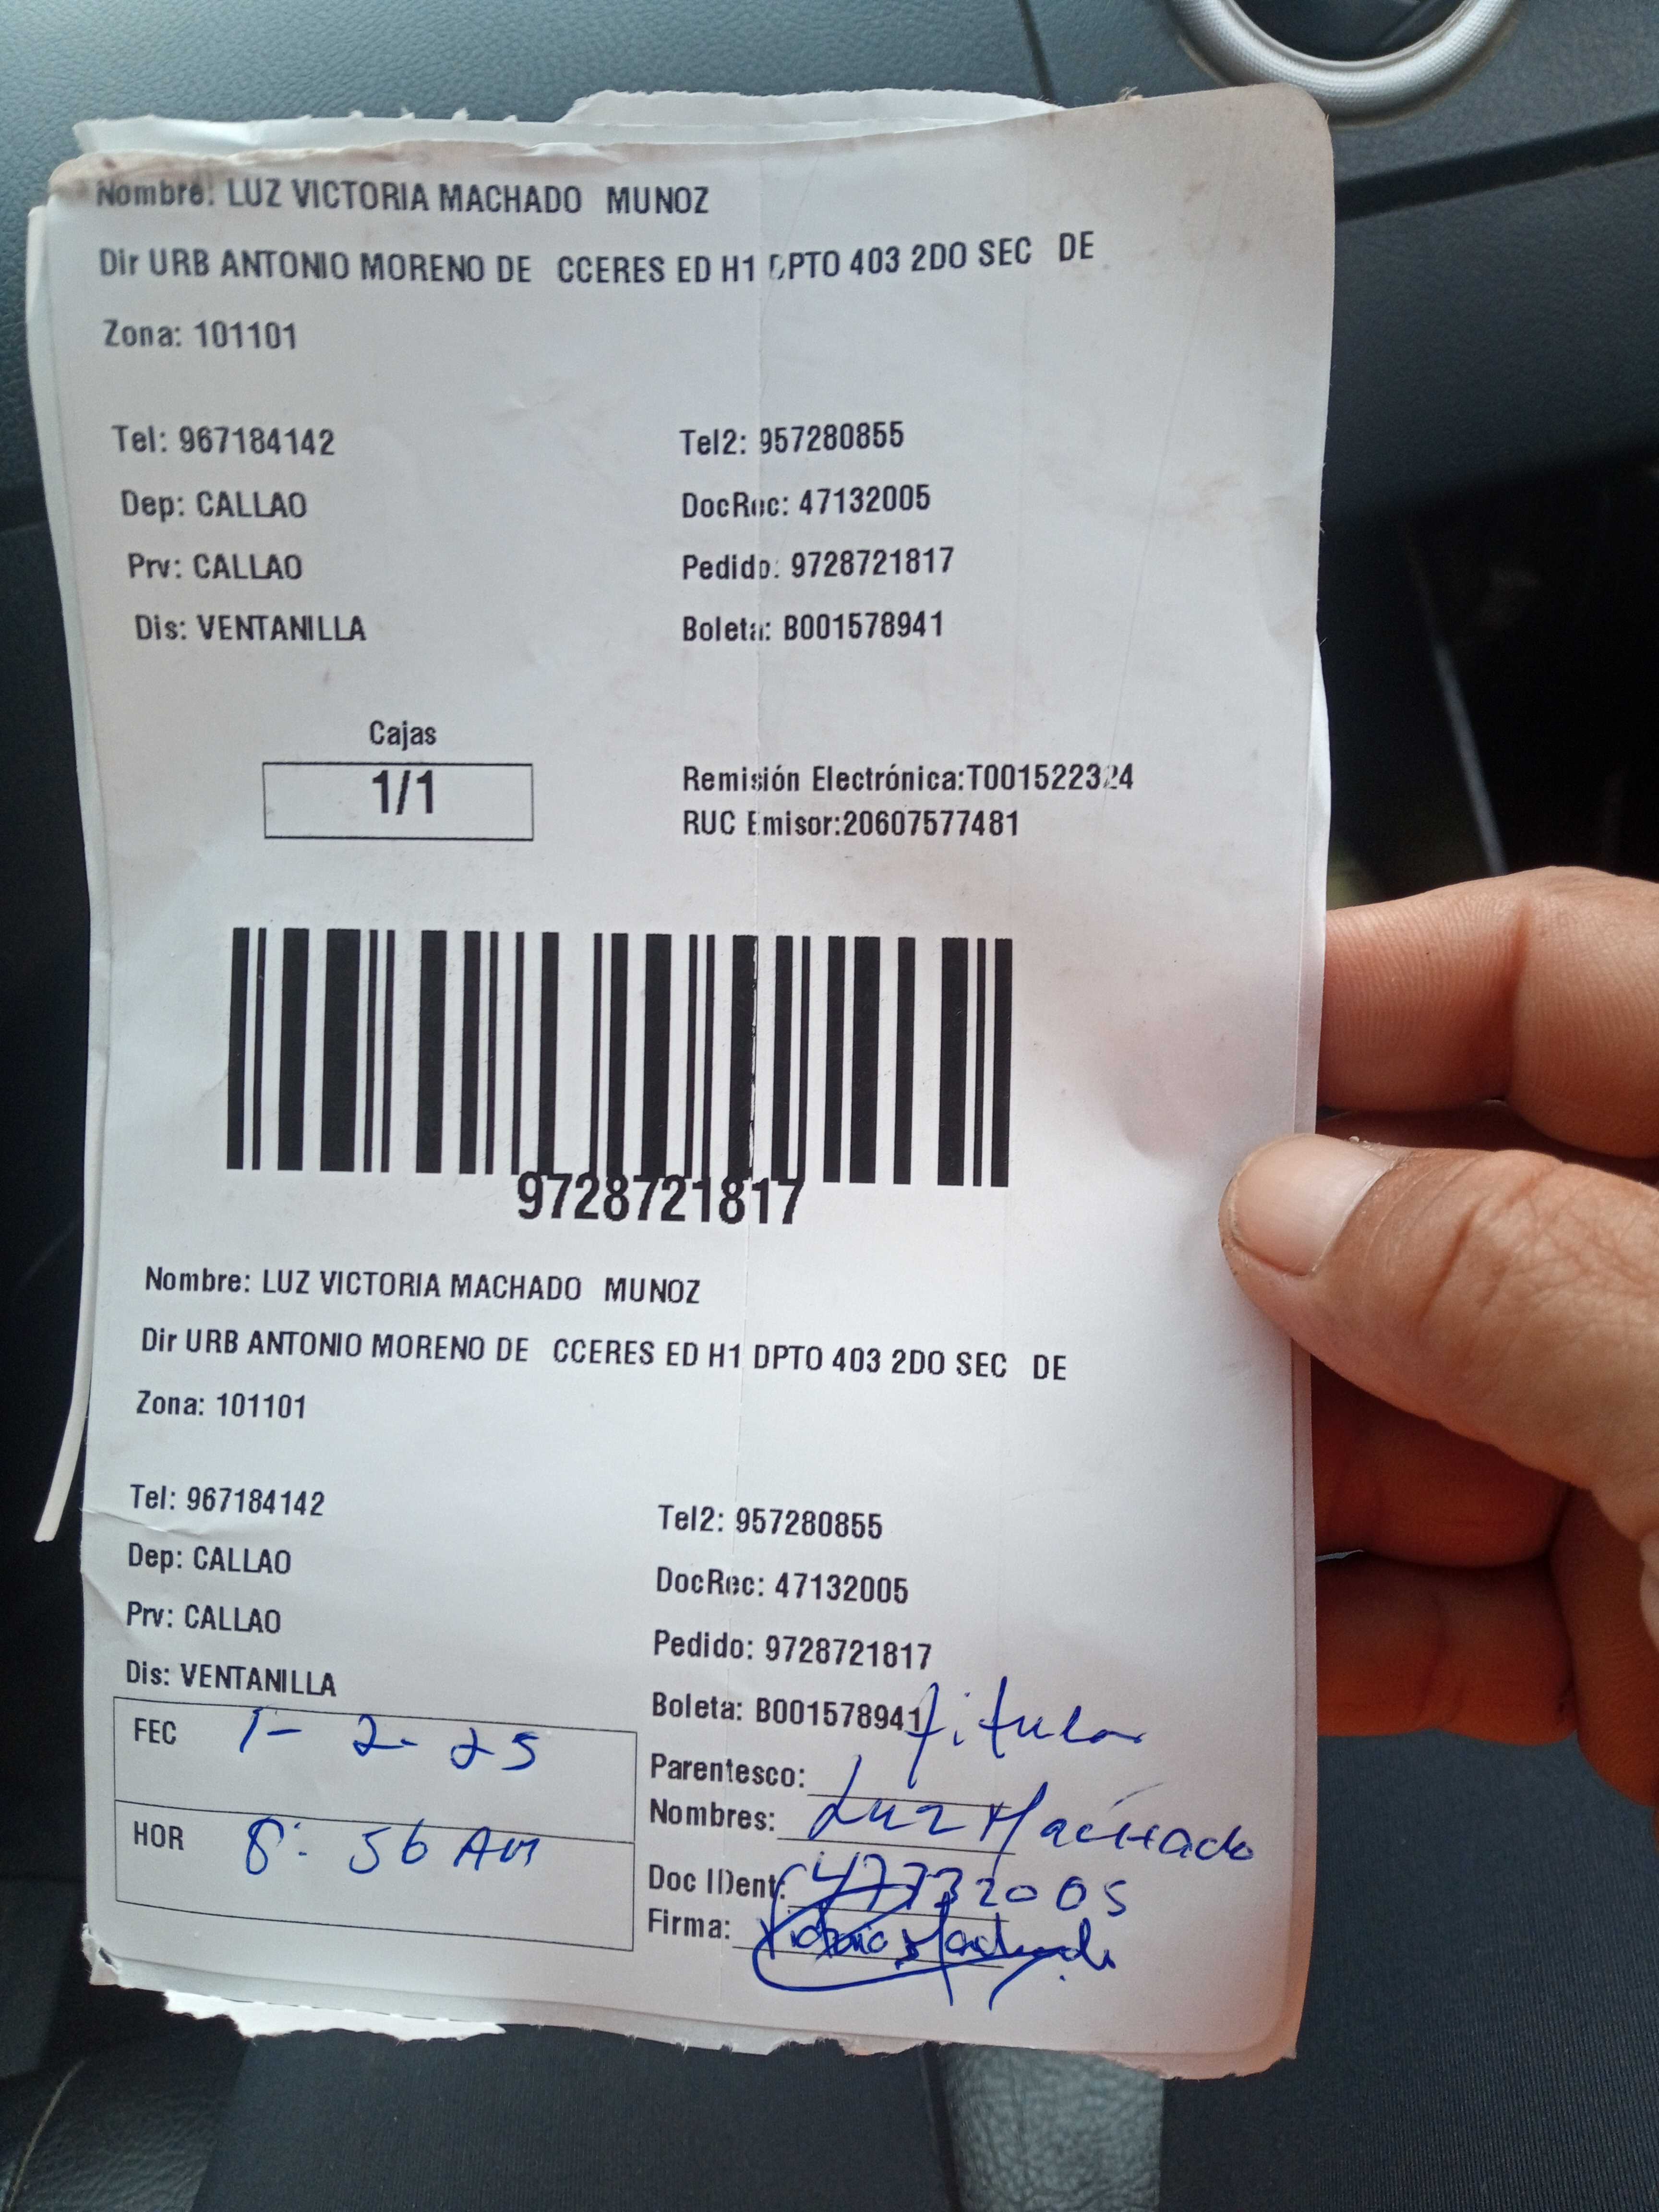 Nombre: LUZ VICTORIA MACHADO MUNOZ
Dir URB ANTONIO MORENO DE CCERES ED H1 DPTO 403 2DO SEC DE
Zona: 101101
Tel: 967184142 Tel2: 957280855
Dep: CALLAO DocRec: 47132005
Prv: CALLAO Pedido: 9728721817
Dis: VENTANILLA Boleta: B001578941
Cajas
1/1
Remisión Electrónica:T001522324
RUC Emisor:20607577481
9728721817
Nombre: LUZ VICTORIA MACHADO MUNOZ
Dir URB ANTONIO MORENO DE CCERES ED H1 DPTO 403 2DO SEC DE
Zona: 101101
Tel: 967184142 Tel2: 957280855
Dep: CALLAO DocRec: 47132005
Prv: CALLAO Pedido: 9728721817
Dis: VENTANILLA Boleta: B001578941
FEC 1-2-25
Parentesco: titular
Nombres: Luz Machado
HOR 8:56 AM
Doc IDent: 47132005
Firma: Victoria Machado